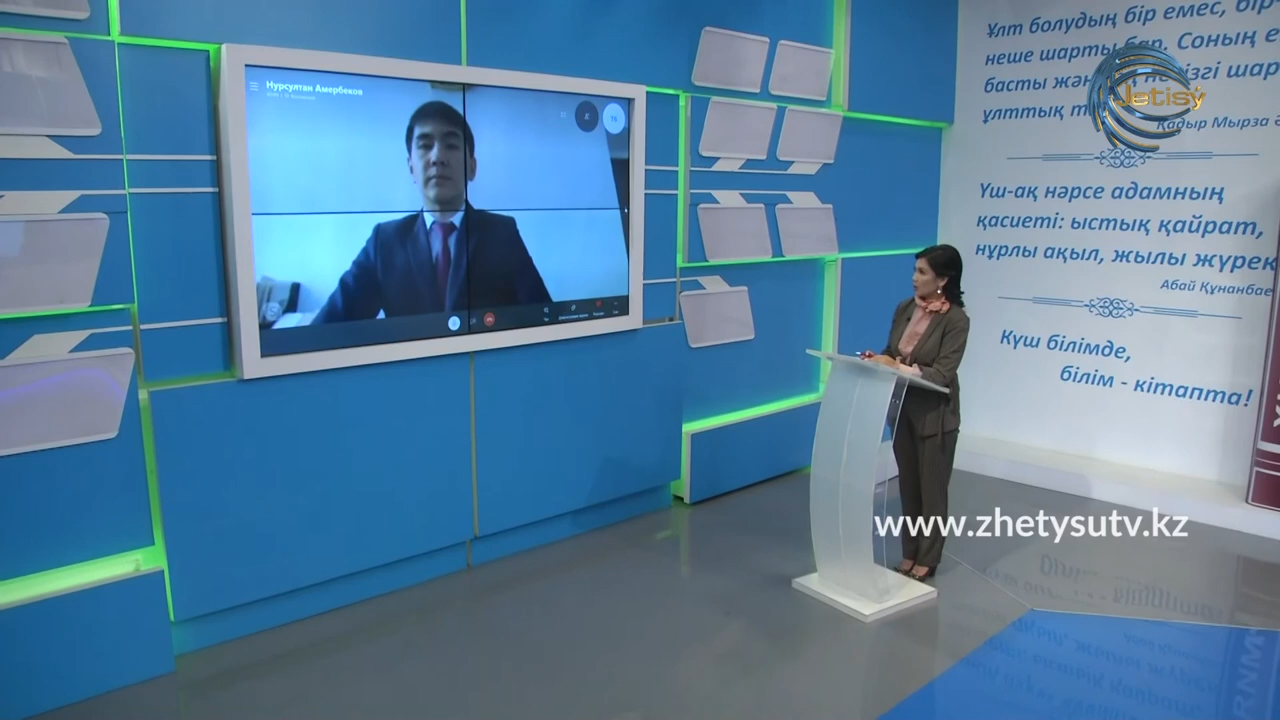 Нурсултан Амербеков
Ұлт болудың бір емес, бір-
неше шарты бар. Соның е
басты жән
ұлттық т
Қадыр Мырза
Jetisý
Үш-ақ нәрсе адамның
қасиеті: ыстық қайрат,
нұрлы ақыл, жылы жүрек
Абай Құнанбае
Күш білімде,
білім - кітапта!
www.zhetysutv.kz